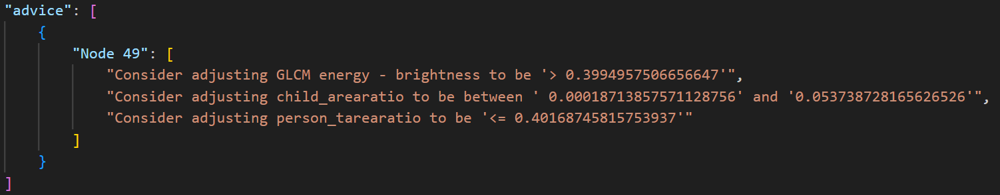 "advice": [
{
"Node 49": [
"Consider adjusting GLCM energy - brightness to be '> 0.3994957506656647'",
"Consider adjusting child_arearatio to be between ' 0.00018713857571128756' and '0.053738728165626526'",
"Consider adjusting person_tarearatio to be '<= 0.40168745815753937'"
]
}
]